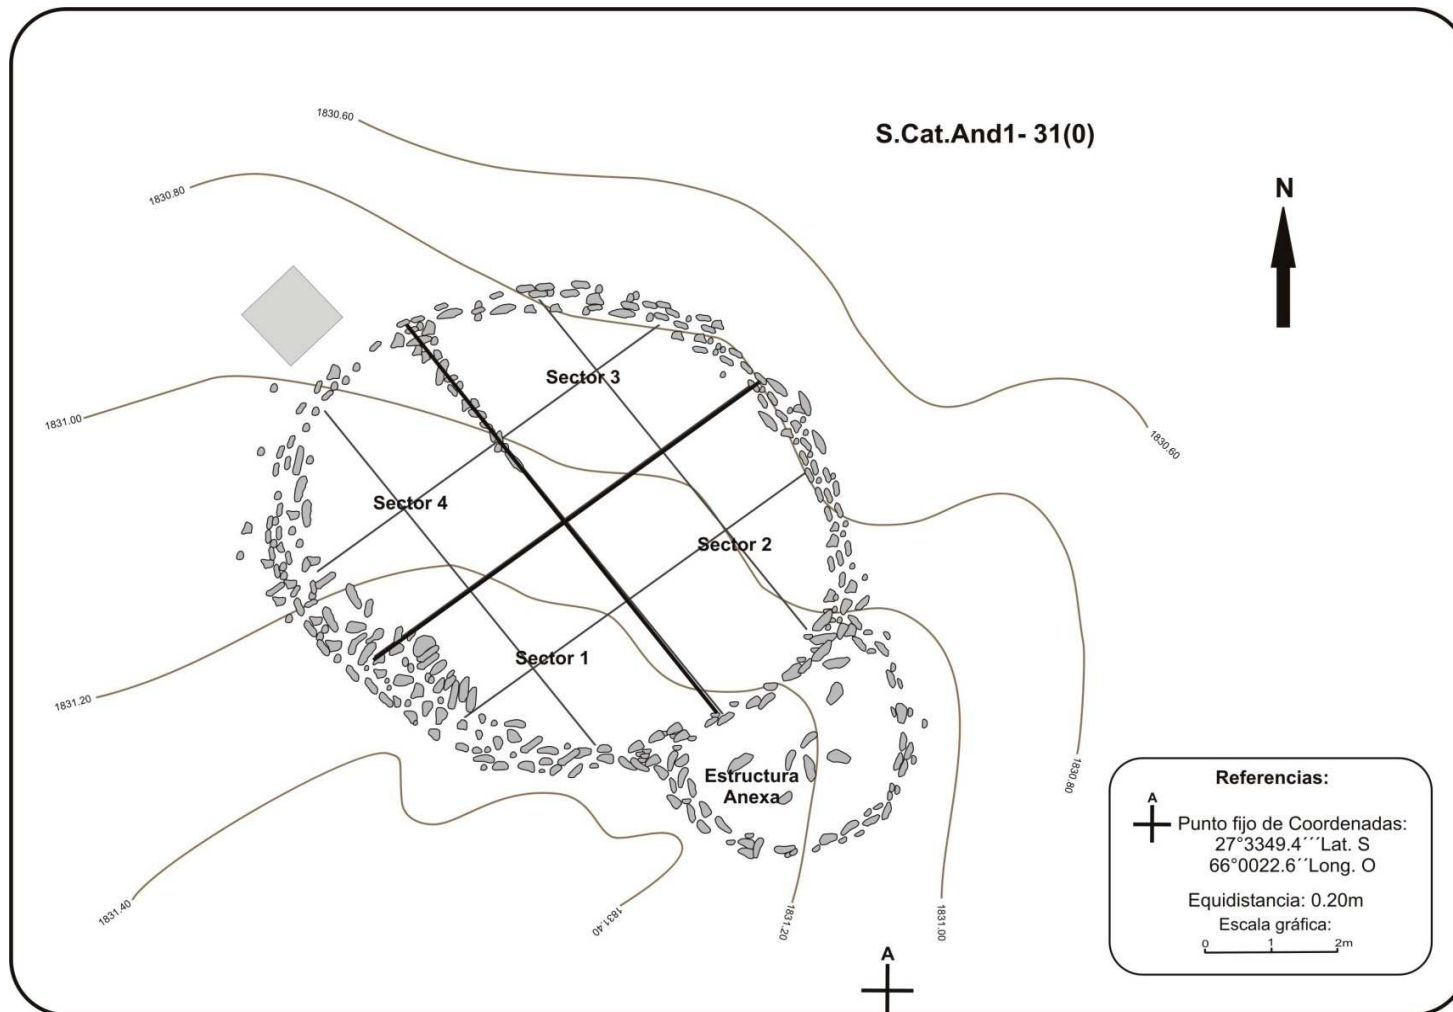 1830.60
S.Cat.And1- 31(0)
1830.80
N
Sector 3
1831.00
1830.60
Sector 4
Sector 2
Sector 1
1831.20
Estructura
Anexa
1830.80
1831.40
1831.40
1831.20
1831.00
A
Referencias:
A
Punto fijo de Coordenadas:
27°3349.4´´´Lat. S
66°0022.6´´Long. O
Equidistancia: 0.20m
Escala gráfica:
0 1 2m